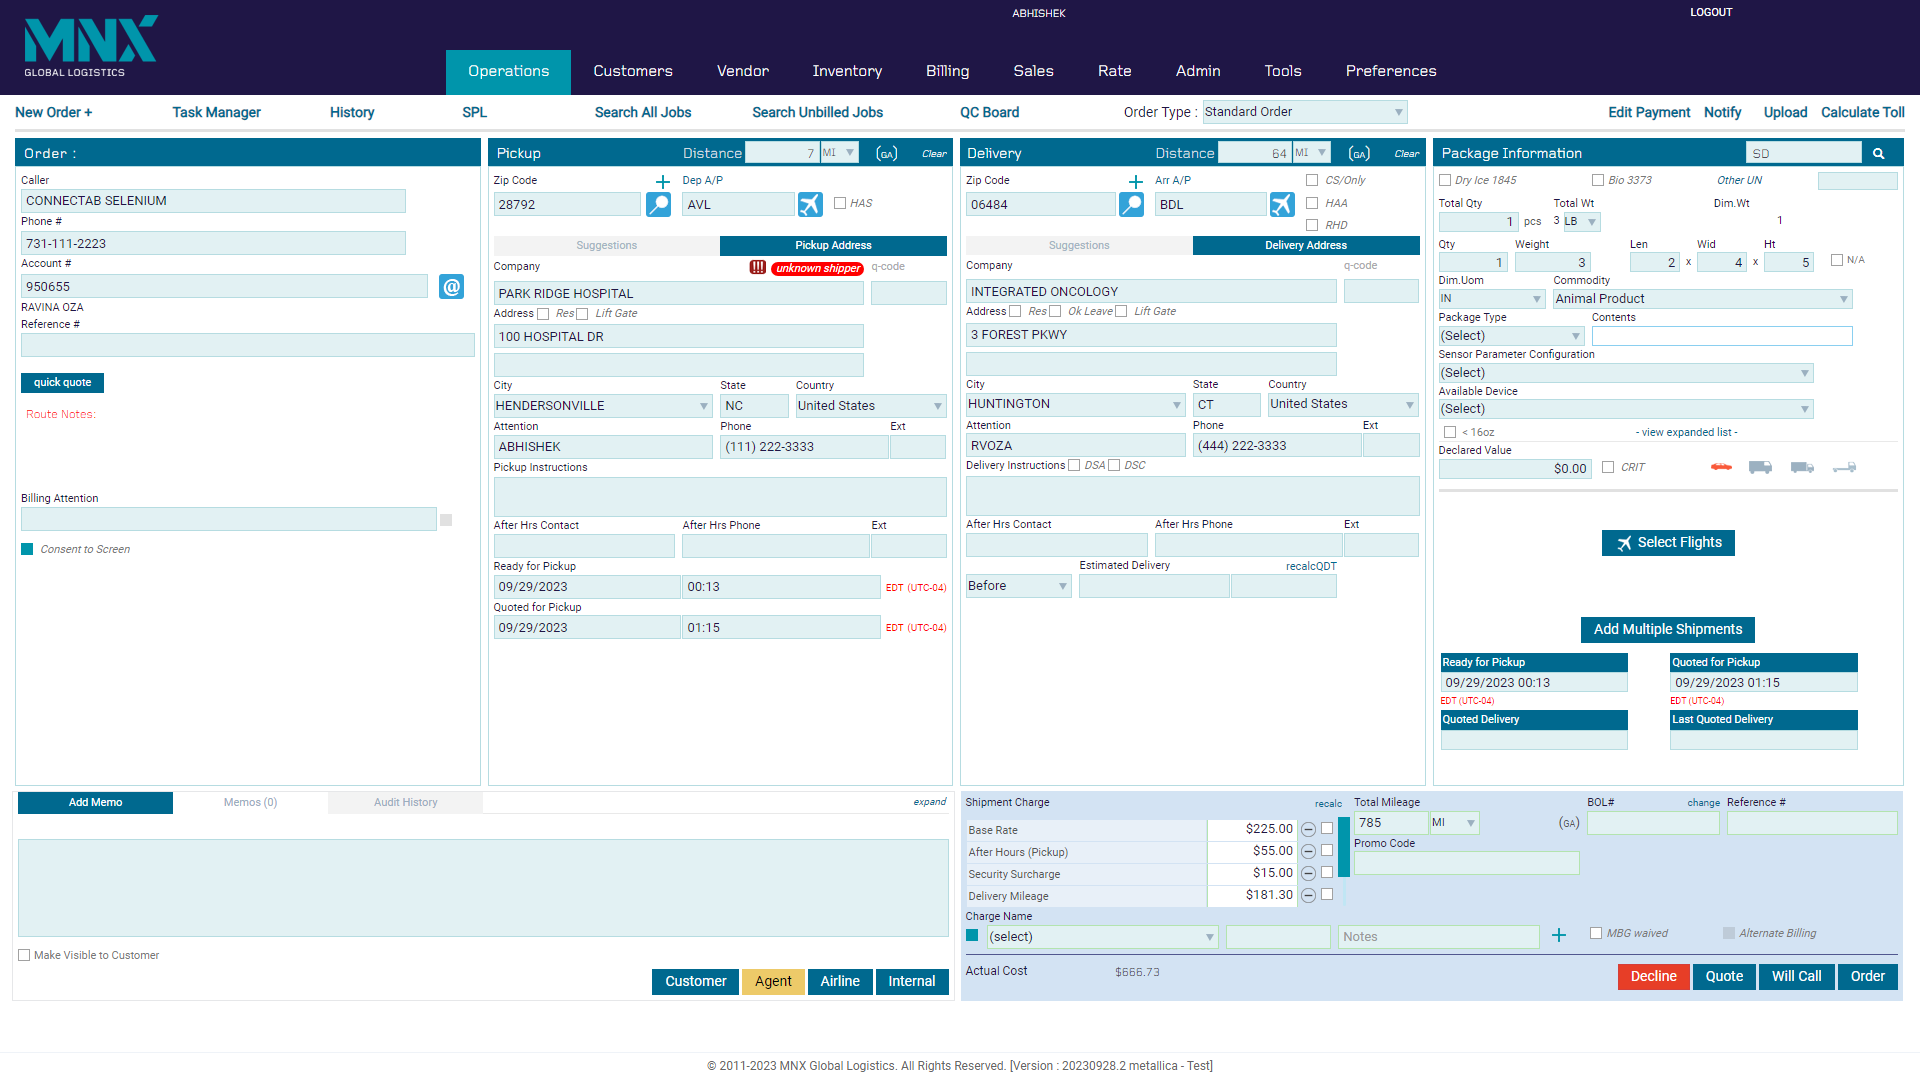 ABHISHEK
LOGOUT
MNX
GLOBAL LOGISTICS
Operations Customers Vendor Inventory Billing Sales Rate Admin Tools Preferences
New Order + Task Manager History SPL Search All Jobs Search Unbilled Jobs QC Board Order Type : Standard Order Edit Payment Notify Upload Calculate Toll
Order :
Caller
CONNECTAB SELENIUM
Phone #
731-111-2223
Account #
950655
@
RAVINA OZA
Reference #
quick quote
Route Notes:
Billing Attention
Consent to Screen
Pickup Distance 7 MI (GA) Clear
Zip Code + Dep A/P
28792 AVL HAS
Suggestions Pickup Address
Company unknown shipper q-code
PARK RIDGE HOSPITAL
Address Res Lift Gate
100 HOSPITAL DR
City State Country
HENDERSONVILLE NC United States
Attention Phone Ext
ABHISHEK (111) 222-3333
Pickup Instructions
After Hrs Contact After Hrs Phone Ext
Ready for Pickup
09/29/2023 00:13 EDT (UTC-04)
Quoted for Pickup
09/29/2023 01:15 EDT (UTC-04)
Delivery Distance 64 MI (GA) Clear
Zip Code + Arr A/P CS/Only
06484 BDL HAA
RHD
Suggestions Delivery Address
Company q-code
INTEGRATED ONCOLOGY
Address Res Ok Leave Lift Gate
3 FOREST PKWY
City State Country
HUNTINGTON CT United States
Attention Phone Ext
RVOZA (444) 222-3333
Delivery Instructions DSA DSC
After Hrs Contact After Hrs Phone Ext
Estimated Delivery recalcQDT
Before
Package Information SD
Dry Ice 1845 Bio 3373 Other UN
Total Qty Total Wt Dim.Wt
1 pcs 3 LB 1
Qty Weight Len Wid Ht
1 3 2 x 4 x 5 N/A
Dim.Uom Commodity
IN Animal Product
Package Type Contents
(Select)
Sensor Parameter Configuration
(Select)
Available Device
(Select)
< 16oz - view expanded list -
Declared Value
$0.00 CRIT
Select Flights
Add Multiple Shipments
Ready for Pickup Quoted for Pickup
09/29/2023 00:13 09/29/2023 01:15
EDT (UTC-04) EDT (UTC-04)
Quoted Delivery Last Quoted Delivery
Add Memo Memos (0) Audit History expand
Make Visible to Customer
Customer Agent Airline Internal
Shipment Charge recalc Total Mileage BOL# change Reference #
785 MI (GA)
Base Rate $225.00
Promo Code
After Hours (Pickup) $55.00
Security Surcharge $15.00
Delivery Mileage $181.30
Charge Name
(select) Notes + MBG waived Alternate Billing
Actual Cost $666.73
Decline Quote Will Call Order
© 2011-2023 MNX Global Logistics. All Rights Reserved. [Version : 20230928.2 metallica - Test]